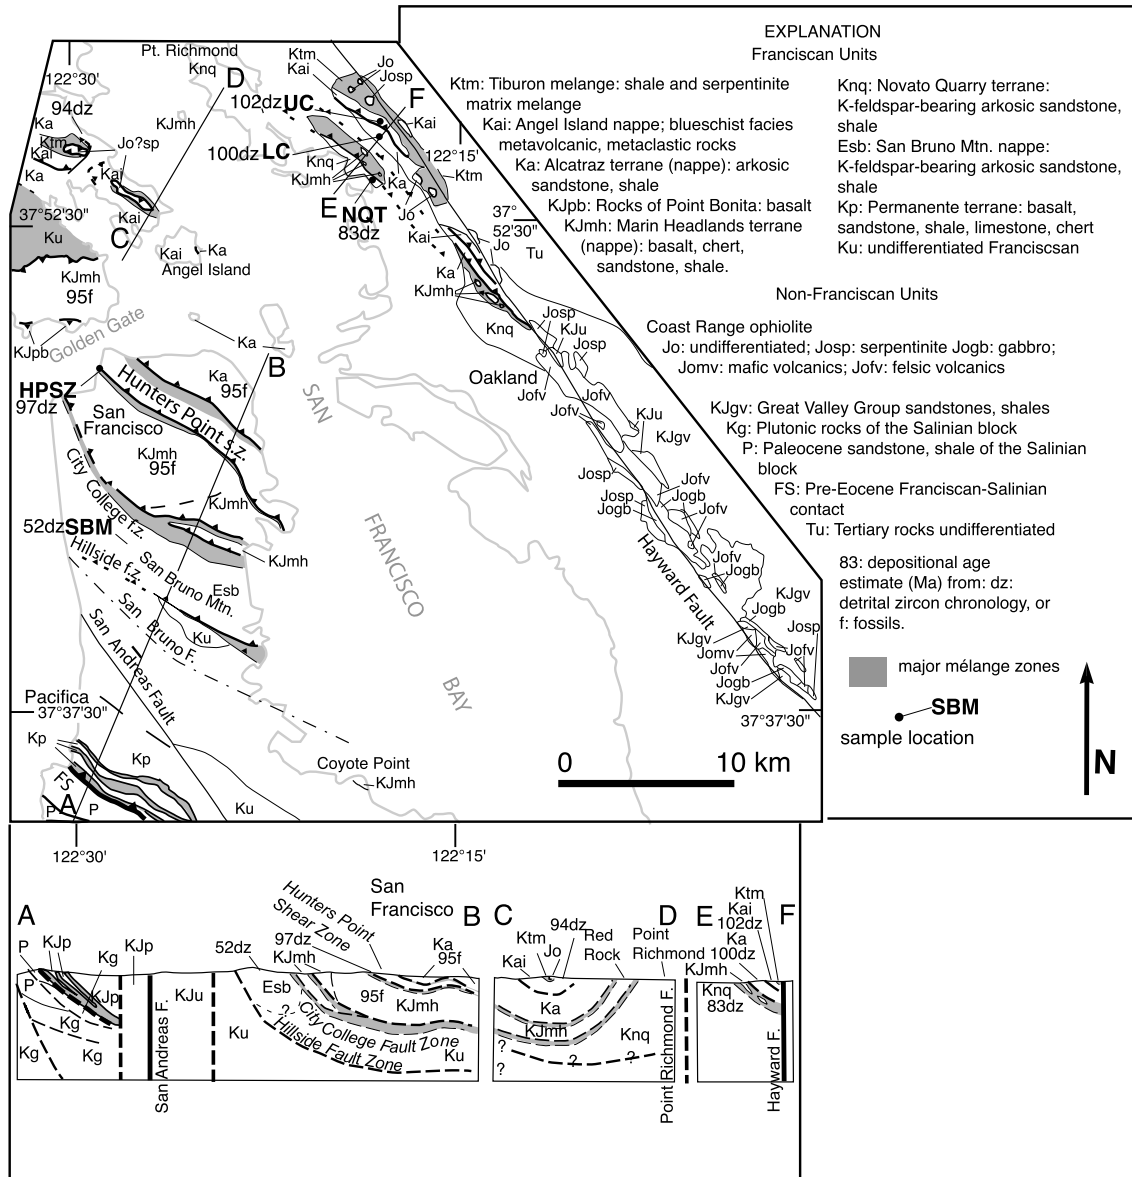 EXPLANATION
Franciscan Units
Ktm: Tiburon melange: shale and serpentinite
matrix melange
Kai: Angel Island nappe; blueschist facies
metavolcanic, metaclastic rocks
Ka: Alcatraz terrane (nappe): arkosic
sandstone, shale
KJpb: Rocks of Point Bonita: basalt
KJmh: Marin Headlands terrane
(nappe): basalt, chert,
sandstone, shale.
Knq: Novato Quarry terrane:
K-feldspar-bearing arkosic sandstone,
shale
Esb: San Bruno Mtn. nappe:
K-feldspar-bearing arkosic sandstone,
shale
Kp: Permanente terrane: basalt,
sandstone, shale, limestone, chert
Ku: undifferentiated Franciscsan
Non-Franciscan Units
Coast Range ophiolite
Jo: undifferentiated; Josp: serpentinite Jogb: gabbro;
Jomv: mafic volcanics; Jofv: felsic volcanics
KJgv: Great Valley Group sandstones, shales
Kg: Plutonic rocks of the Salinian block
P: Paleocene sandstone, shale of the Salinian
block
FS: Pre-Eocene Franciscan-Salinian
contact
Tu: Tertiary rocks undifferentiated
83: depositional age
estimate (Ma) from: dz:
detrital zircon chronology, or
f: fossils.
major mélange zones
SBM
sample location
N
0 10 km
122°30'
Pt. Richmond
Knq
D
94dz
Ka
Ktm
Kai
Ka
Jo?sp
Kai
Kai
KJmh
C
37°52'30"
Ku
Kai
Ka
Angel Island
KJmh
95f
KJpb
Golden Gate
Ka
B
Ktm
Kai
Jo
Josp
F
102dz UC
100dz LC
Kai
122°15'
Ktm
Knq
KJmh
Ka
E
NQT
83dz
Jo
Kai
37°
52'30"
Jo
Tu
Ka
KJmh
Knq
Josp
KJu
Josp
Oakland
Jofv
Jofv
KJu
KJgv
Josp
Jofv
Josp
Jogb
Jogb
Jofv
Jofv
Jogb
Hayward Fault
KJgv
Jogb
Josp
KJgv
Jomv
Jofv
Jofv
Jogb
KJgv
37°37'30"
HPSZ
97dz
Ka
95f
Hunters Point s.z.
San
Francisco
KJmh
95f
City College f.z.
KJmh
52dz SBM
KJmh
Hillside f.z.
San Bruno Mtn.
Esb
San Bruno F.
Ku
San Andreas Fault
SAN
FRANCISCO
BAY
Pacifica
37°37'30"
Kp
Kp
FS
A
P
P
Ku
Coyote Point
KJmh
122°30'
122°15'
A
P
KJp
Kg
KJp
P
KJp
Kg
Kg
Kg
San Andreas F.
KJu
52dz
Hunters Point
Shear Zone
97dz
KJmh
San
Francisco
Ka
95f
B
Esb
95f
KJmh
?
City College Fault Zone
Hillside Fault Zone
Ku
Ku
C
Ktm
Kai
94dz
Jo
Red
Rock
Point
Richmond
D
Ka
KJmh
Knq
?
?
?
?
Point Richmond F.
E
Ktm
Kai
102dz
Ka
100dz
F
KJmh
Knq
83dz
Hayward F.